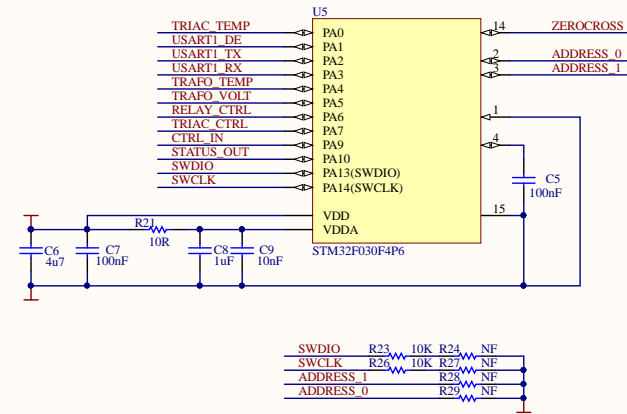 U5
TRIAC_TEMP PA0 14 ZEROCROSS
USART1_DE PA1
USART1_TX PA2 2 ADDRESS_0
USART1_RX PA3 3 ADDRESS_1
TRAFO_TEMP PA4
TRAFO_VOLT PA5
RELAY_CTRL PA6 1
TRIAC_CTRL PA7
CTRL_IN PA9 4
STATUS_OUT PA10
SWDIO PA13(SWDIO)
SWCLK PA14(SWCLK)
C5
100nF
VDD 15
R21
10R
VDDA
STM32F030F4P6
C6 C7 C8 C9
4u7 100nF 1uF 10nF
SWDIO R23 10K R24 NF
SWCLK R26 10K R27 NF
ADDRESS_1 R28 NF
ADDRESS_0 R29 NF